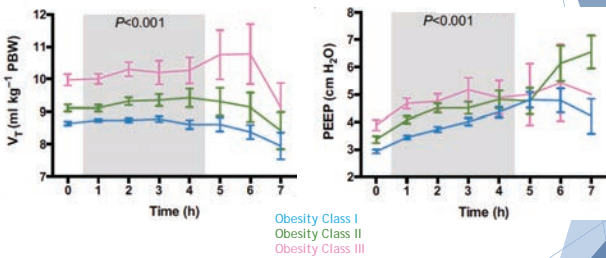 P<0.001
V_T (ml kg⁻¹ PBW)
12
11
10
9
8
7
0 1 2 3 4 5 6 7
Time (h)
P<0.001
PEEP (cm H₂O)
8
7
6
5
4
3
2
0 1 2 3 4 5 6 7
Time (h)
Obesity Class I
Obesity Class II
Obesity Class III